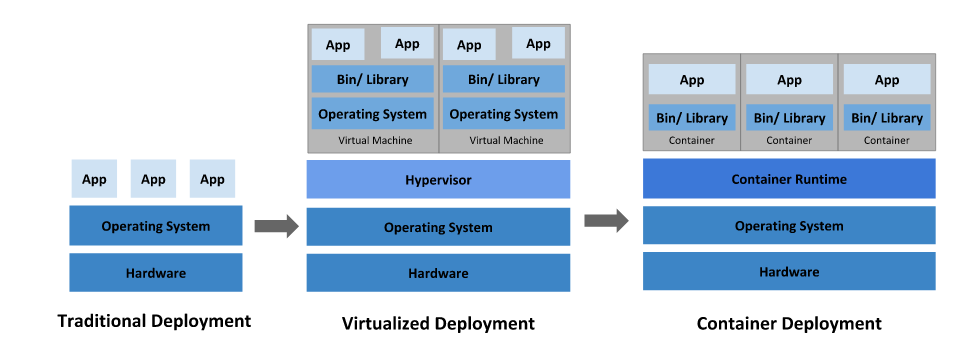 App
App
App
Operating System
Hardware
Traditional Deployment
App
App
App
App
Bin/ Library
Bin/ Library
Operating System
Operating System
Virtual Machine
Virtual Machine
Hypervisor
Operating System
Hardware
Virtualized Deployment
App
App
App
Bin/ Library
Bin/ Library
Bin/ Library
Container
Container
Container
Container Runtime
Operating System
Hardware
Container Deployment